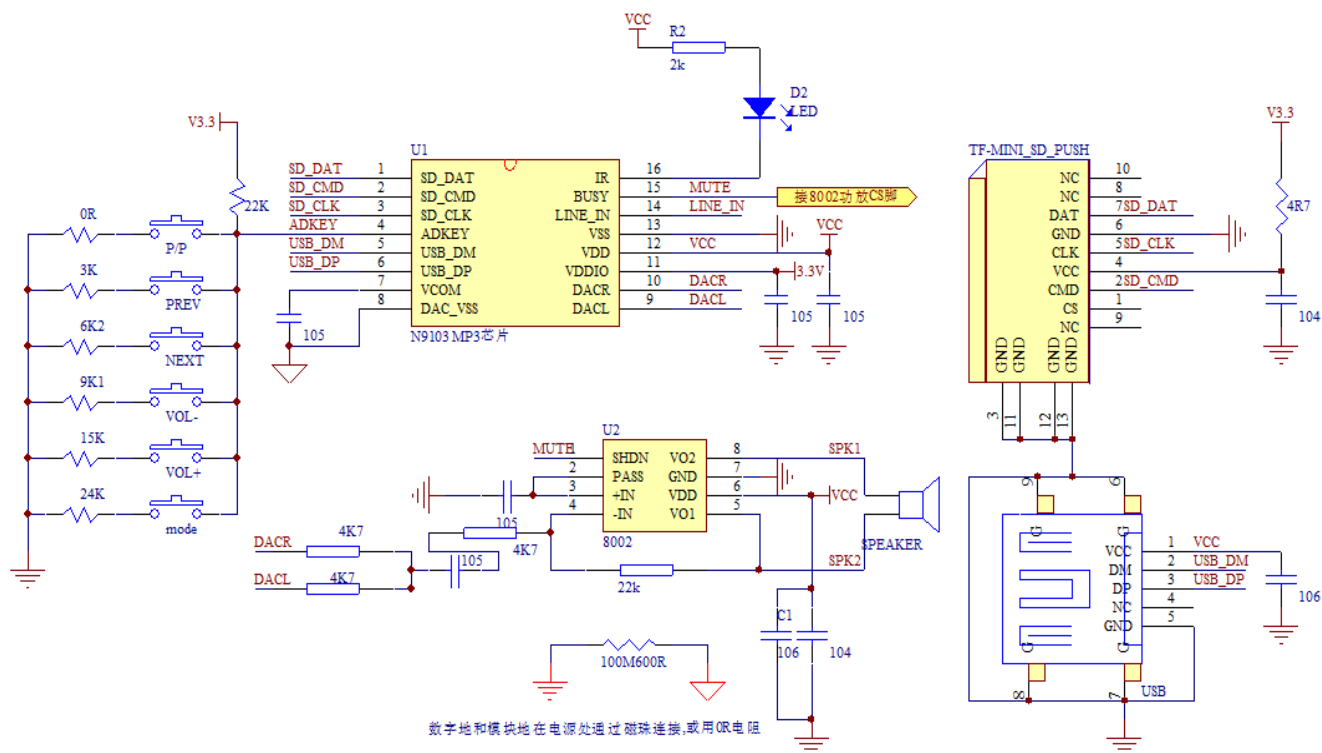 VCC
R2
2k
D2
LED
V3.3
22K
0R
P/P
3K
PREV
6K2
NEXT
9K1
VOL-
15K
VOL+
24K
mode
U1
SD_DAT 1 SD_DAT
SD_CMD 2 SD_CMD
SD_CLK 3 SD_CLK
ADKEY 4 ADKEY
USB_DM 5 USB_DM
USB_DP 6 USB_DP
7 VCOM
8 DAC_VSS
IR 16
BUSY 15 MUTE
接8002功放CS脚
LINE_IN 14 LINE_IN
VSS 13
VDD 12 VCC
VCC
VDDIO 11 3.3V
DACR 10 DACR
DACL 9 DACL
105
105
105
N9103 MP3芯片
TF-MINI_SD_PUSH
V3.3
4R7
NC 10
NC 8
DAT 7 SD_DAT
GND 6
CLK 5 SD_CLK
VCC 4
CMD 2 SD_CMD
CS 1
NC 9
104
GND GND GND GND
3 11 12 13
U2
MUTE 1 SHDN
2 PASS
3 +IN
4 -IN
VO2 8 SPK1
GND 7
VDD 6 VCC
VO1 5
8002
SPEAKER
SPK2
105
4K7
105
DACR 4K7
DACL 4K7
22k
C1
106
104
100M600R
数字地和模块地在电源处通过磁珠连接,或用0R电阻
9 6
G G
VCC 1 VCC
DM 2 USB_DM
DP 3 USB_DP
NC 4
GND 5
106
G G
8 7
USB